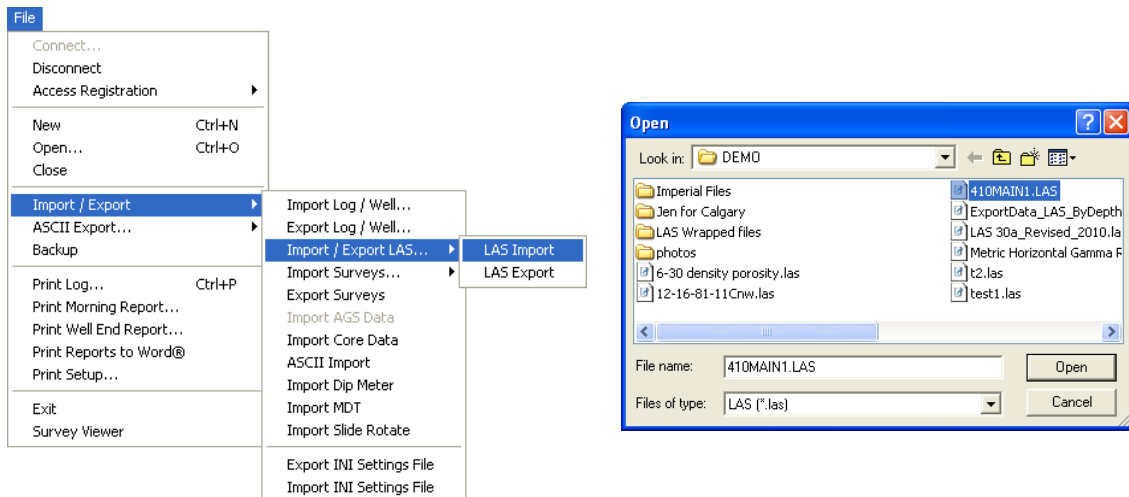 File
Connect...
Disconnect
Access Registration
New Ctrl+N
Open... Ctrl+O
Close
Import / Export
ASCII Export...
Backup
Print Log... Ctrl+P
Print Morning Report...
Print Well End Report...
Print Reports to Word®
Print Setup...
Exit
Survey Viewer
Import Log / Well...
Export Log / Well...
Import / Export LAS...
Import Surveys...
Export Surveys
Import AGS Data
Import Core Data
ASCII Import
Import Dip Meter
Import MDT
Import Slide Rotate
Export INI Settings File
Import INI Settings File
LAS Import
LAS Export
Open
Look in: DEMO
Imperial Files
Jen for Calgary
LAS Wrapped files
photos
6-30 density porosity.las
12-16-81-11Cnw.las
410MAIN1.LAS
ExportData_LAS_ByDepth
LAS 30a_Revised_2010.la
Metric Horizontal Gamma R
t2.las
test1.las
File name: 410MAIN1.LAS Open
Files of type: LAS (*.las) Cancel